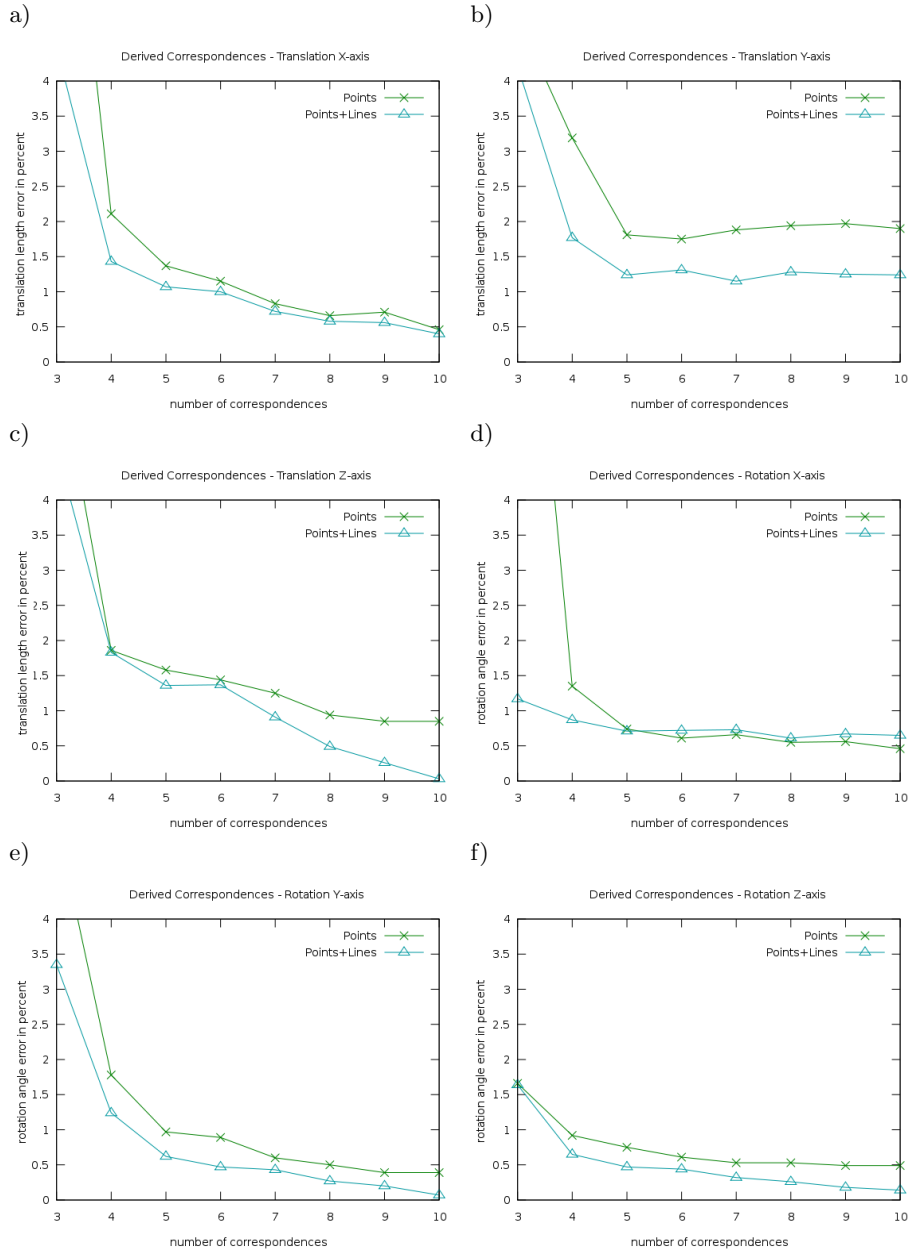 a)
Derived Correspondences - Translation X-axis
translation length error in percent
4
3.5
3
2.5
2
1.5
1
0.5
0
Points
Points+Lines
3 4 5 6 7 8 9 10
number of correspondences
b)
Derived Correspondences - Translation Y-axis
translation length error in percent
4
3.5
3
2.5
2
1.5
1
0.5
0
Points
Points+Lines
3 4 5 6 7 8 9 10
number of correspondences
c)
Derived Correspondences - Translation Z-axis
translation length error in percent
4
3.5
3
2.5
2
1.5
1
0.5
0
Points
Points+Lines
3 4 5 6 7 8 9 10
number of correspondences
d)
Derived Correspondences - Rotation X-axis
rotation angle error in percent
4
3.5
3
2.5
2
1.5
1
0.5
0
Points
Points+Lines
3 4 5 6 7 8 9 10
number of correspondences
e)
Derived Correspondences - Rotation Y-axis
rotation angle error in percent
4
3.5
3
2.5
2
1.5
1
0.5
0
Points
Points+Lines
3 4 5 6 7 8 9 10
number of correspondences
f)
Derived Correspondences - Rotation Z-axis
rotation angle error in percent
4
3.5
3
2.5
2
1.5
1
0.5
0
Points
Points+Lines
3 4 5 6 7 8 9 10
number of correspondences